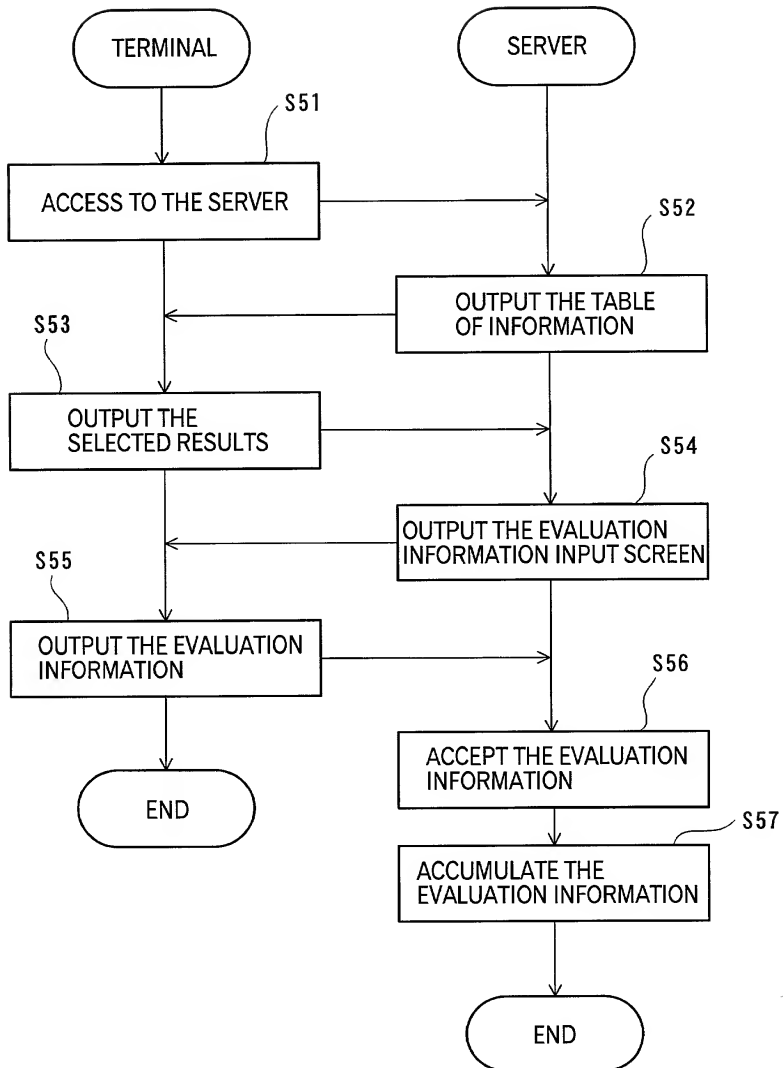 TERMINAL
SERVER
S51
ACCESS TO THE SERVER
S52
OUTPUT THE TABLE
OF INFORMATION
S53
OUTPUT THE
SELECTED RESULTS
S54
OUTPUT THE EVALUATION
INFORMATION INPUT SCREEN
S55
OUTPUT THE EVALUATION
INFORMATION
S56
ACCEPT THE EVALUATION
INFORMATION
END
S57
ACCUMULATE THE
EVALUATION INFORMATION
END